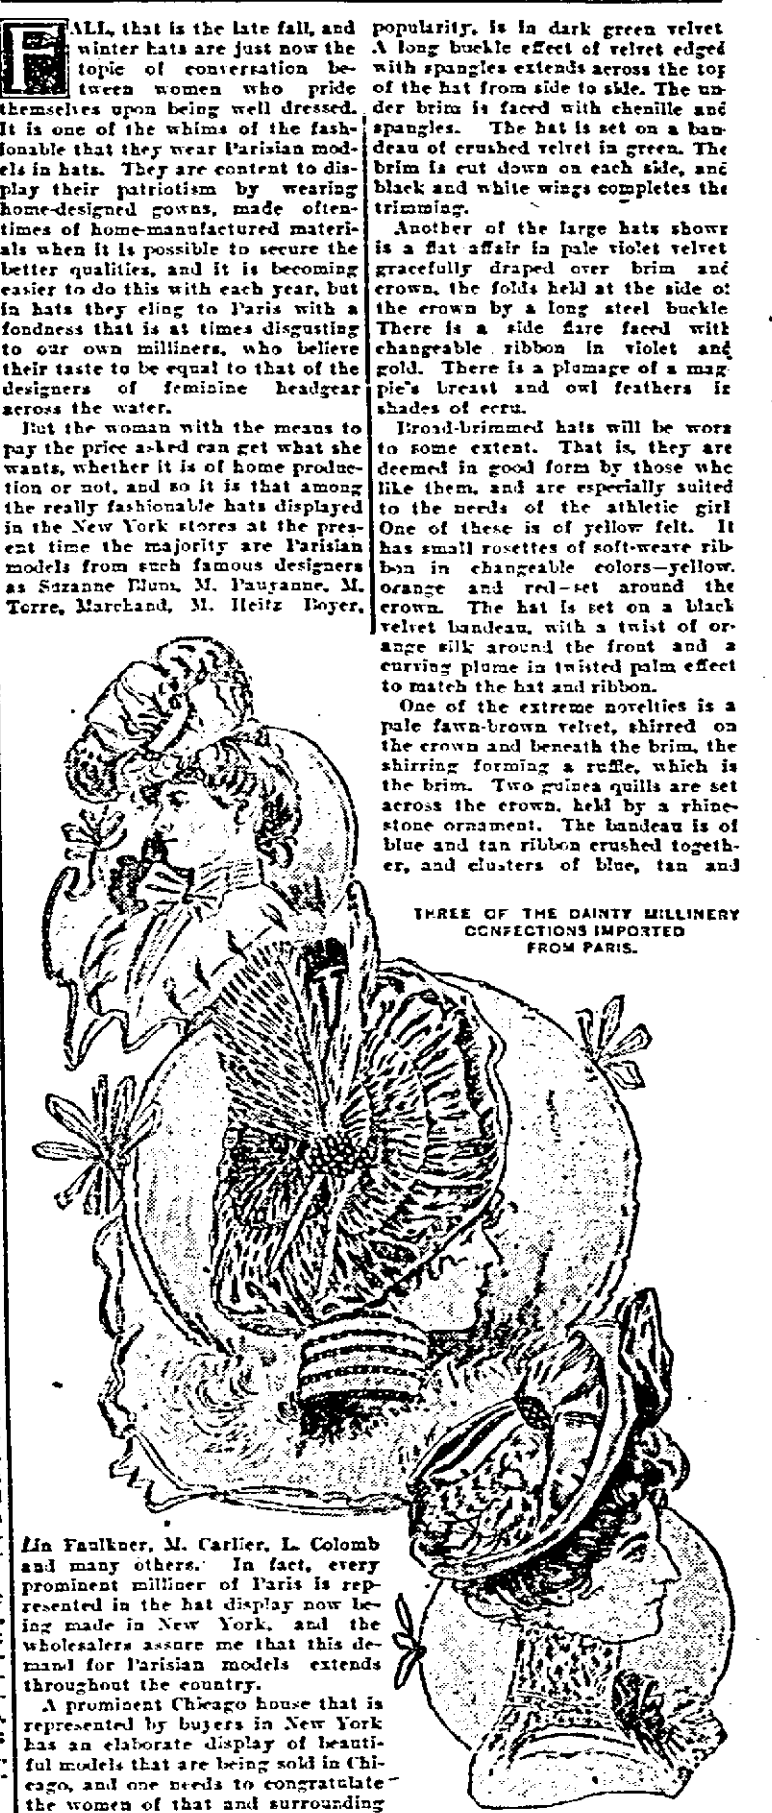 FALL, that is the late fall, and
winter hats are just now the
topic of conversation be-
tween women who pride
themselves upon being well dressed.
It is one of the whims of the fash-
ionable that they wear Parisian mod-
els in hats. They are content to dis-
play their patriotism by wearing
home-designed gowns, made often-
times of home-manufactured materi-
als when it is possible to secure the
better qualities, and it is becoming
easier to do this with each year, but
in hats they cling to Paris with a
fondness that is at times disgusting
to our own milliners, who believe
their taste to be equal to that of the
designers of feminine headgear
across the water.
But the woman with the means to
pay the price asked can get what she
wants, whether it is of home produc-
tion or not, and so it is that among
the really fashionable hats displayed
in the New York stores at the pres-
ent time the majority are Parisian
models from such famous designers
as Suzanne Blum, M. Pauyanne, M.
Torre, Marchand, M. Heitz Boyer,
Lin Faulkner, M. Carlier, L. Colomb
and many others. In fact, every
prominent milliner of Paris is rep-
resented in the hat display now be-
ing made in New York, and the
wholesalers assure me that this de-
mand for Parisian models extends
throughout the country.
A prominent Chicago house that is
represented by buyers in New York
has an elaborate display of beauti-
ful models that are being sold in Chi-
cago, and one needs to congratulate
the women of that and surrounding
popularity, is in dark green velvet
A long buckle effect of velvet edged
with spangles extends across the top
of the hat from side to side. The un-
der brim is faced with chenille and
spangles. The hat is set on a ban-
deau of crushed velvet in green. The
brim is cut down on each side, and
black and white wings completes the
trimming.
Another of the large hats shown
is a flat affair in pale violet velvet
gracefully draped over brim and
crown, the folds held at the side of
the crown by a long steel buckle
There is a side flare faced with
changeable ribbon in violet and
gold. There is a plumage of a mag
pie's breast and owl feathers in
shades of ecru.
Broad-brimmed hats will be worn
to some extent. That is, they are
deemed in good form by those who
like them, and are especially suited
to the needs of the athletic girl
One of these is of yellow felt. It
has small rosettes of soft-weave rib-
bon in changeable colors—yellow,
orange and red—set around the
crown. The hat is set on a black
velvet bandeau, with a twist of or-
ange silk around the front and a
curving plume in twisted palm effect
to match the hat and ribbon.
One of the extreme novelties is a
pale fawn-brown velvet, shirred on
the crown and beneath the brim, the
shirring forming a ruffle, which is
the brim. Two guinea quills are set
across the crown, held by a rhine-
stone ornament. The bandeau is of
blue and tan ribbon crushed togeth-
er, and clusters of blue, tan and
THREE OF THE DAINTY MILLINERY
CONFECTIONS IMPORTED
FROM PARIS.